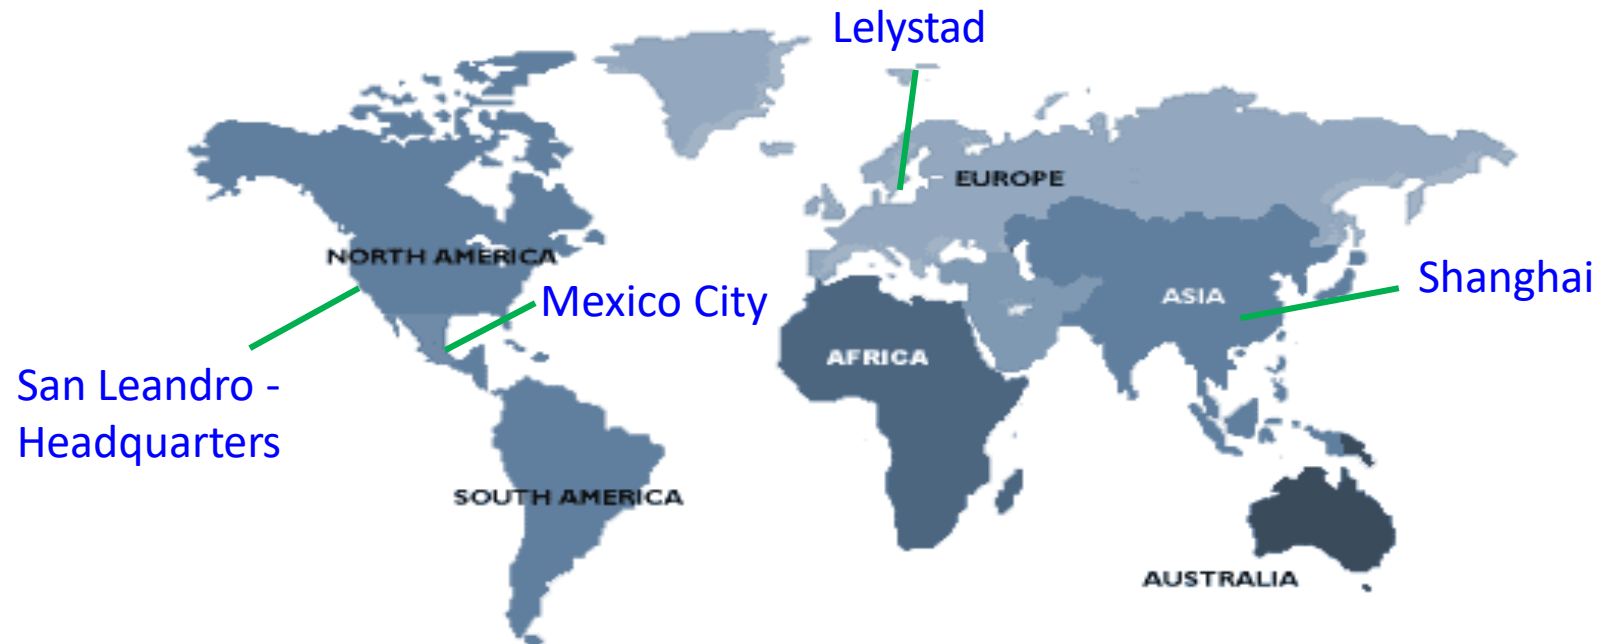 Lelystad
EUROPE
NORTH AMERICA
Shanghai
Mexico City
ASIA
AFRICA
San Leandro -
Headquarters
SOUTH AMERICA
AUSTRALIA